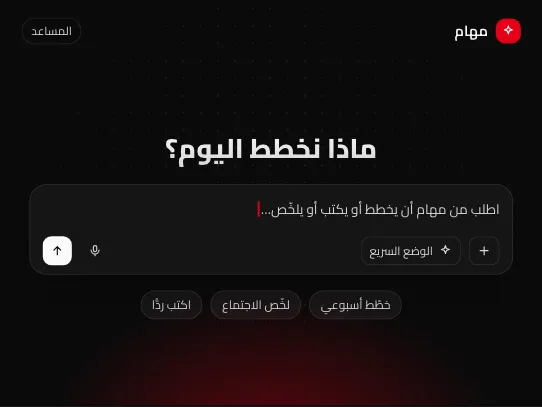 مهام
المساعد
ماذا نخطط اليوم؟
اطلب من مهام أن يخطط أو يكتب أو يلخّص...
الوضع السريع
خطّط أسبوعي
لخّص الاجتماع
اكتب ردًّا